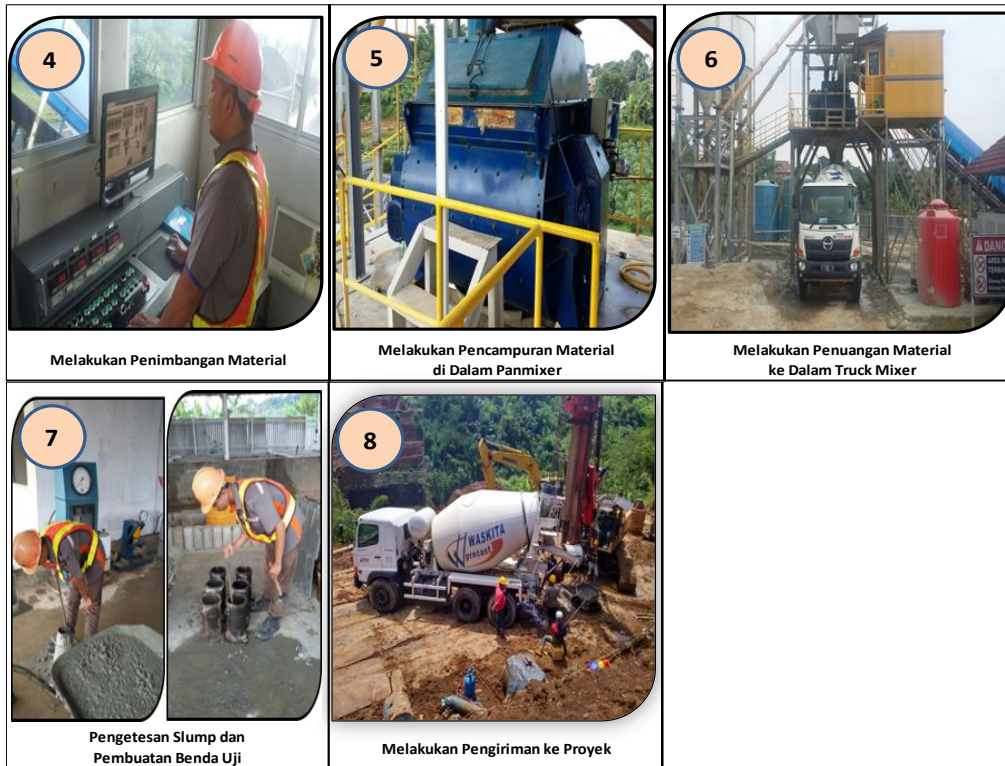 4
5
6
Melakukan Penimbangan Material
Melakukan Pencampuran Material
di Dalam Panmixer
Melakukan Penuangan Material
ke Dalam Truck Mixer
7
8
WASKITA
precast
Pengetesan Slump dan
Pembuatan Benda Uji
Melakukan Pengiriman ke Proyek